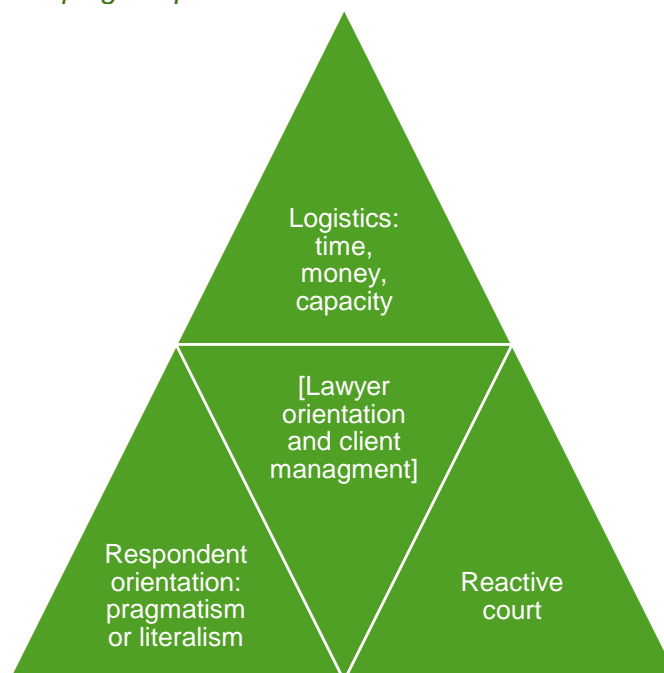 Logistics:
time,
money,
capacity
[Lawyer
orientation
and client
managment]
Respondent
orientation:
pragmatism
or literalism
Reactive
court